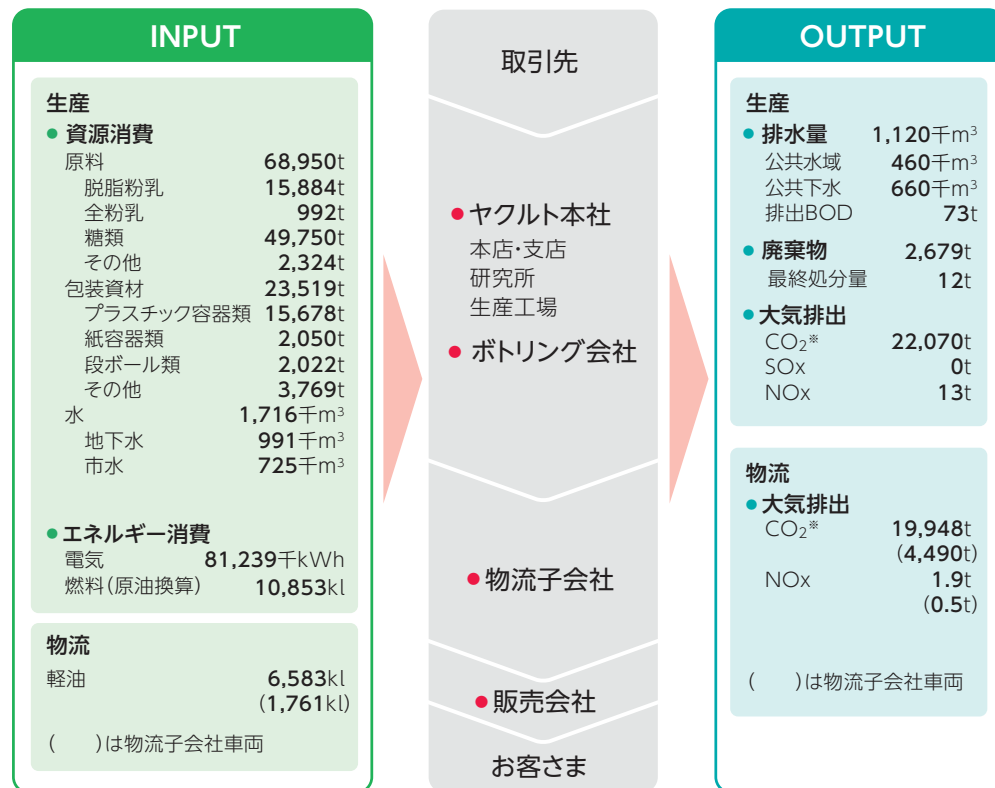 INPUT
生産
● 資源消費
原料 68,950t
脱脂粉乳 15,884t
全粉乳 992t
糖類 49,750t
その他 2,324t
包装資材 23,519t
プラスチック容器類 15,678t
紙容器類 2,050t
段ボール類 2,022t
その他 3,769t
水 1,716千m³
地下水 991千m³
市水 725千m³
● エネルギー消費
電気 81,239千kWh
燃料(原油換算) 10,853kl
物流
軽油 6,583kl
(1,761kl)
(　)は物流子会社車両
取引先
● ヤクルト本社
本店・支店
研究所
生産工場
● ボトリング会社
● 物流子会社
● 販売会社
お客さま
OUTPUT
生産
● 排水量 1,120千m³
公共水域 460千m³
公共下水 660千m³
排出BOD 73t
● 廃棄物 2,679t
最終処分量 12t
● 大気排出
CO₂※ 22,070t
SOx 0t
NOx 13t
物流
● 大気排出
CO₂※ 19,948t
(4,490t)
NOx 1.9t
(0.5t)
(　)は物流子会社車両